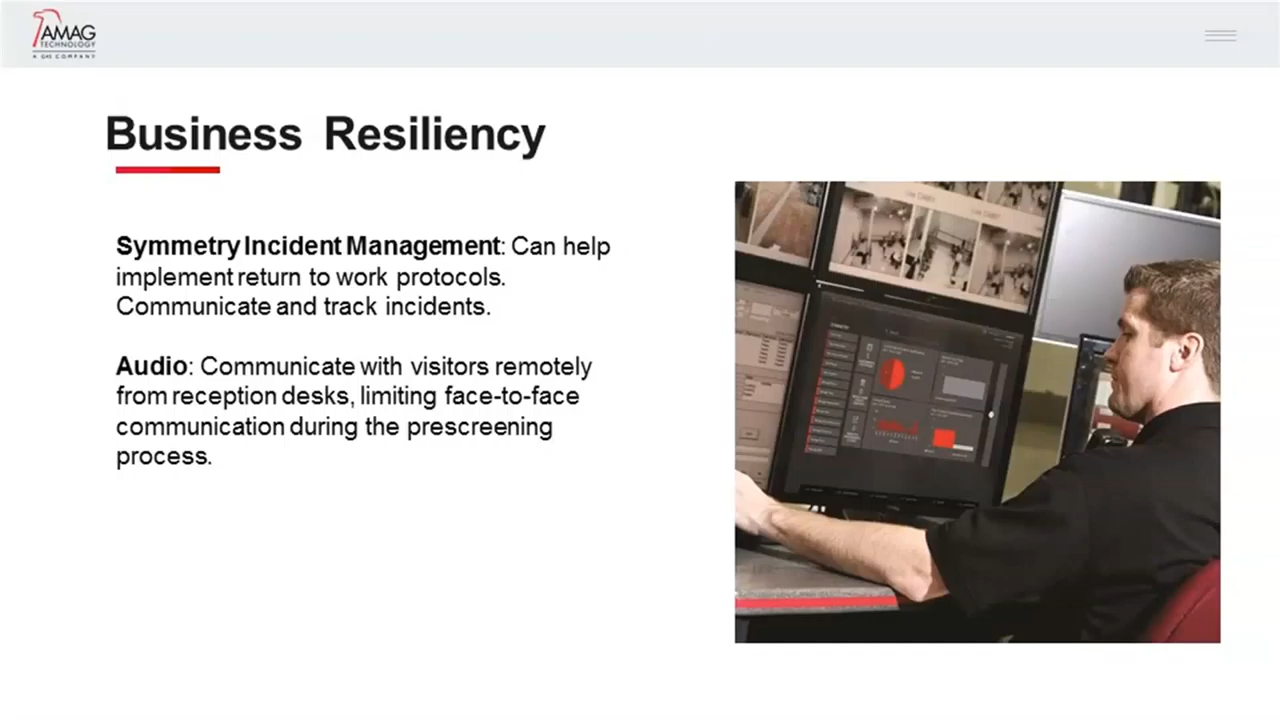 AMAG
TECHNOLOGY
A G4S COMPANY
Business Resiliency
Symmetry Incident Management: Can help
implement return to work protocols.
Communicate and track incidents.
Audio: Communicate with visitors remotely
from reception desks, limiting face-to-face
communication during the prescreening
process.